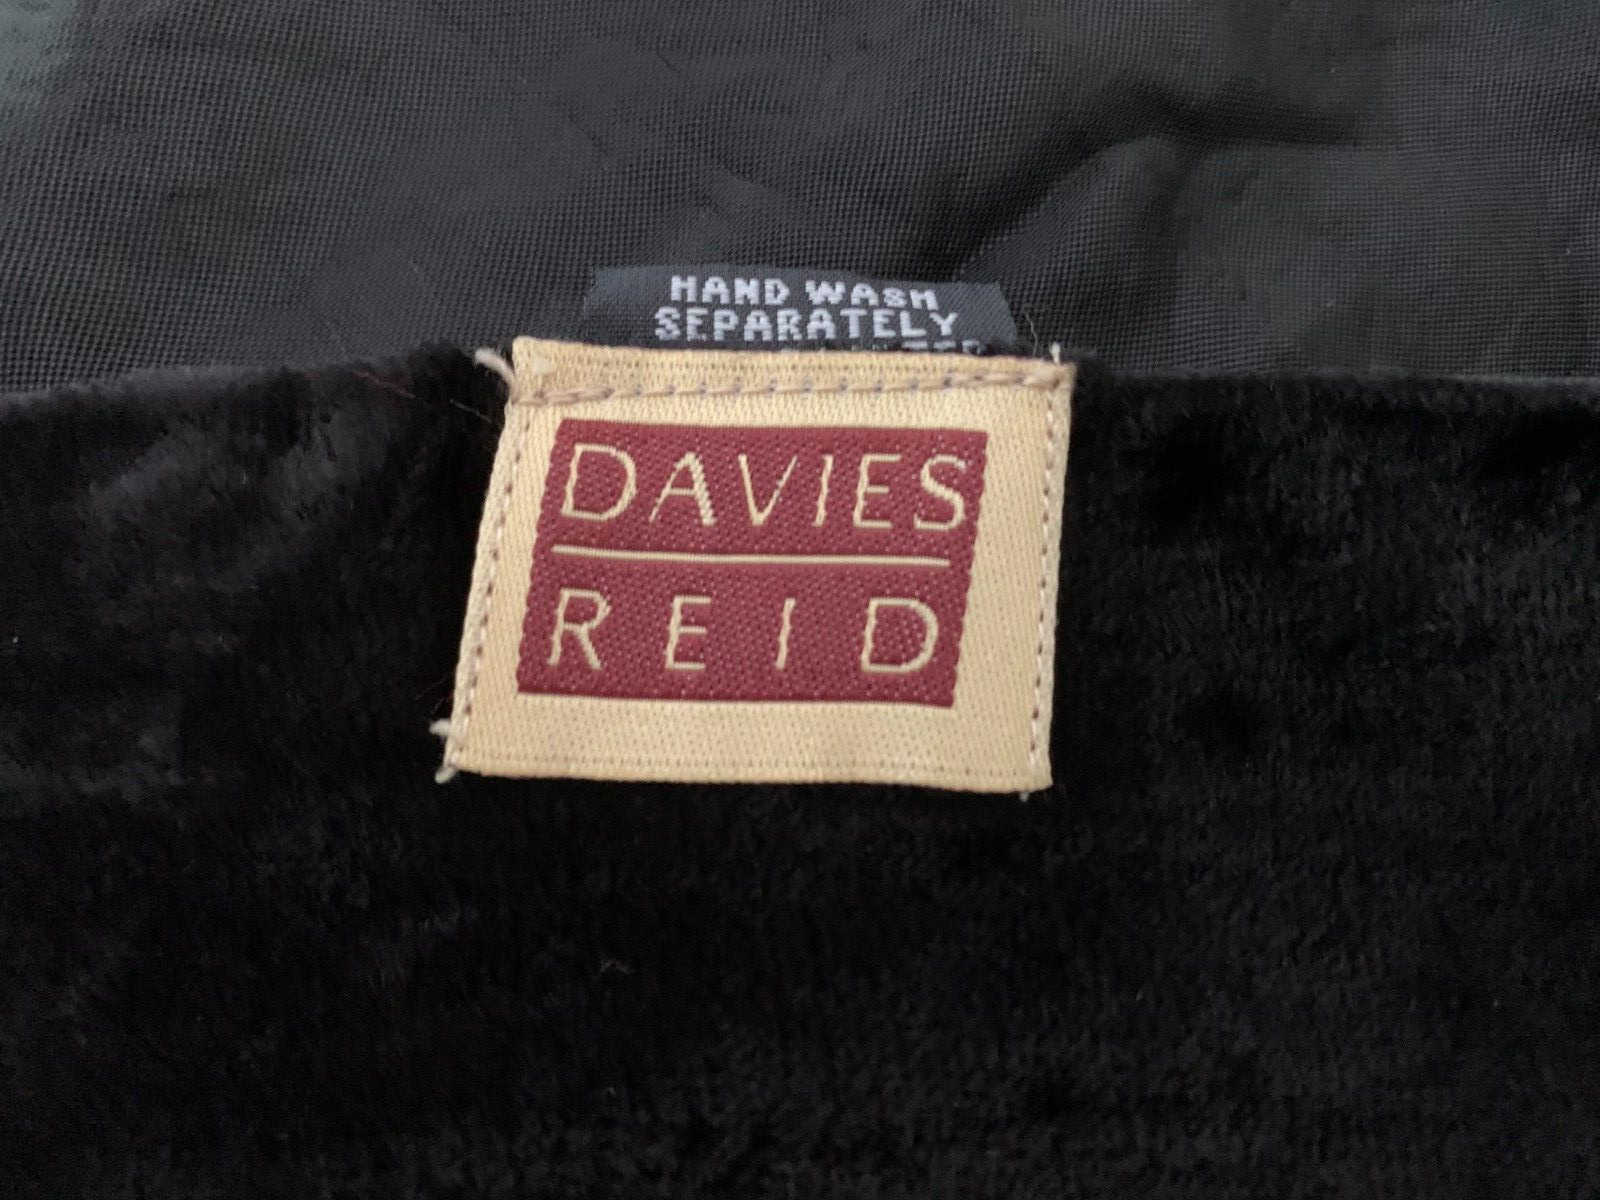 HAND WASH
SEPARATELY
DAVIES
REID